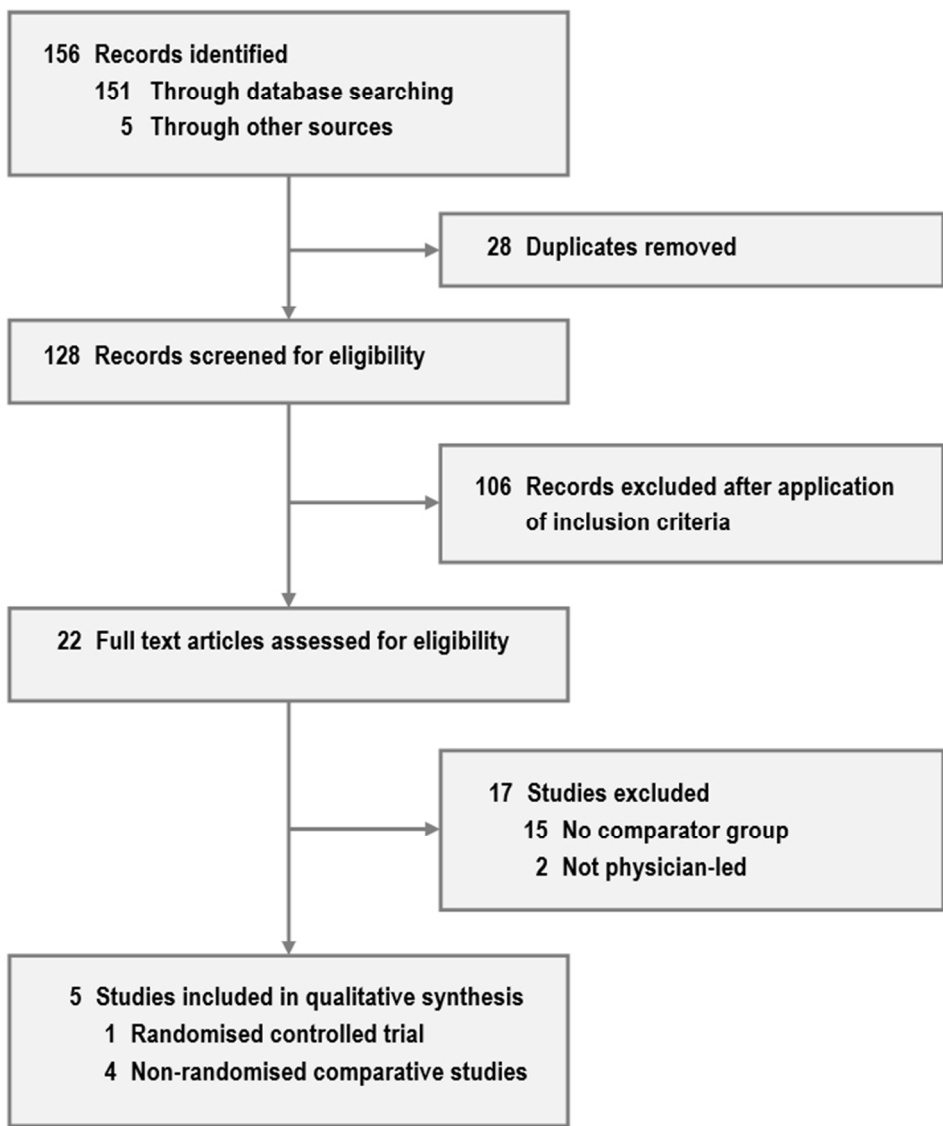 156 Records identified
151 Through database searching
5 Through other sources
28 Duplicates removed
128 Records screened for eligibility
106 Records excluded after application
of inclusion criteria
22 Full text articles assessed for eligibility
17 Studies excluded
15 No comparator group
2 Not physician-led
5 Studies included in qualitative synthesis
1 Randomised controlled trial
4 Non-randomised comparative studies